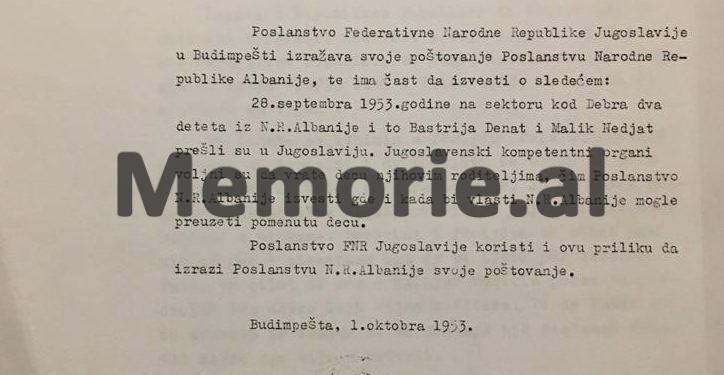 Poslanstvo Federativne Narodne Republike Jugoslavije
u Budimpešti izražava svoje poštovanje Poslanstvu Narodne Re-
publike Albanije, te ima čast da izvesti o sledećem:
28.septembra 1953.godine na sektoru kod Debra dva
deteta iz N.R.Albanije i to Bastrija Denat i Malik Nedjat
prešli su u Jugoslaviju. Jugoslavenski kompetentni organi
voljni su da vrate decu njihovim roditeljima, čim Poslanstvo
N.R.Albanije izvesti gde i kada bi vlasti N.R.Albanije mogle
preuzeti pomenutu decu.
Memorie.al
Poslanstvo FNR Jugoslavije koristi i ovu priliku da
izrazi Poslanstvu N.R.Albanije svoje poštovanje.
Budimpešta, 1.oktobra 1953.